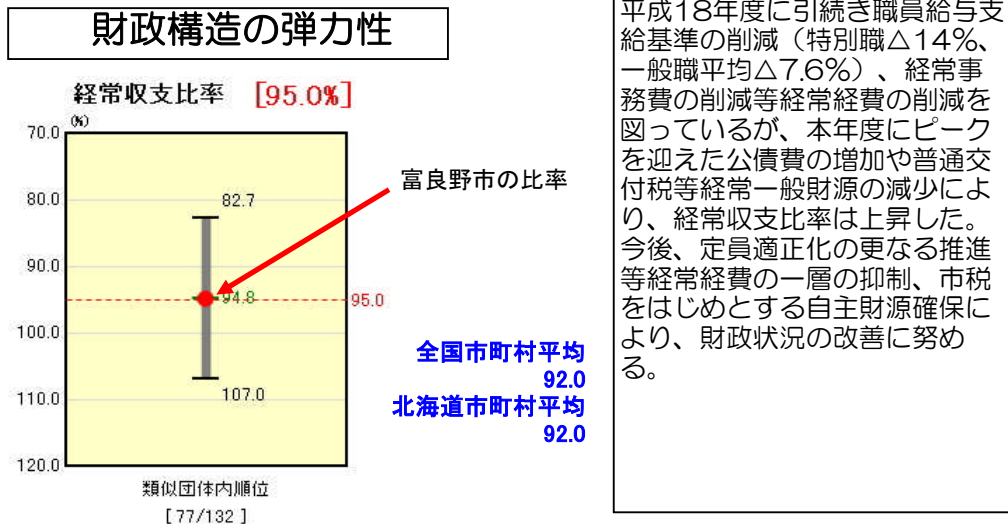 財政構造の弾力性
経常収支比率 [95.0%]
(%)
70.0
80.0
90.0
100.0
110.0
120.0
82.7
94.8
95.0
107.0
富良野市の比率
全国市町村平均
92.0
北海道市町村平均
92.0
類似団体内順位
[77/132]
平成18年度に引続き職員給与支
給基準の削減（特別職△14%、
一般職平均△7.6%）、経常事
務費の削減等経常経費の削減を
図っているが、本年度にピーク
を迎えた公債費の増加や普通交
付税等経常一般財源の減少によ
り、経常収支比率は上昇した。
今後、定員適正化の更なる推進
等経常経費の一層の抑制、市税
をはじめとする自主財源確保に
より、財政状況の改善に努め
る。